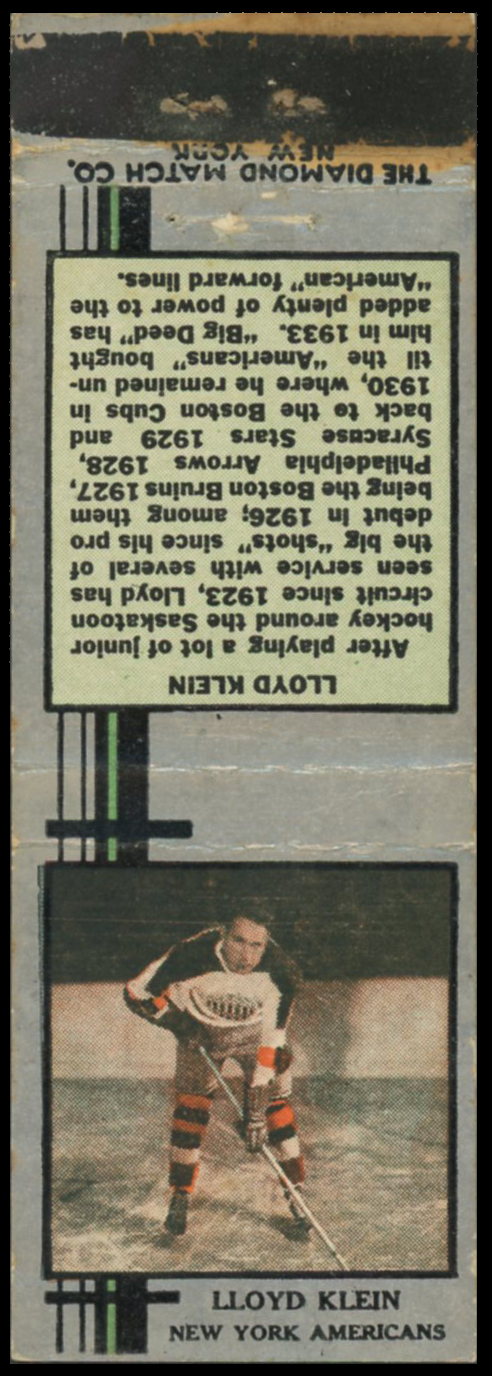 THE DIAMOND MATCH CO.
NEW YORK
LLOYD KLEIN
After playing a lot of junior
hockey around the Saskatoon
circuit since 1923, Lloyd has
seen service with several of
the big "shots", since his pro
debut in 1926; among them
being the Boston Bruins 1927,
Philadelphia Arrows 1928,
Syracuse Stars 1929 and
back to the Boston Cubs in
1930, where he remained un-
til the "Americans" bought
him in 1933. "Big Deed" has
added plenty of power to the
"American" forward lines.
LLOYD KLEIN
NEW YORK AMERICANS